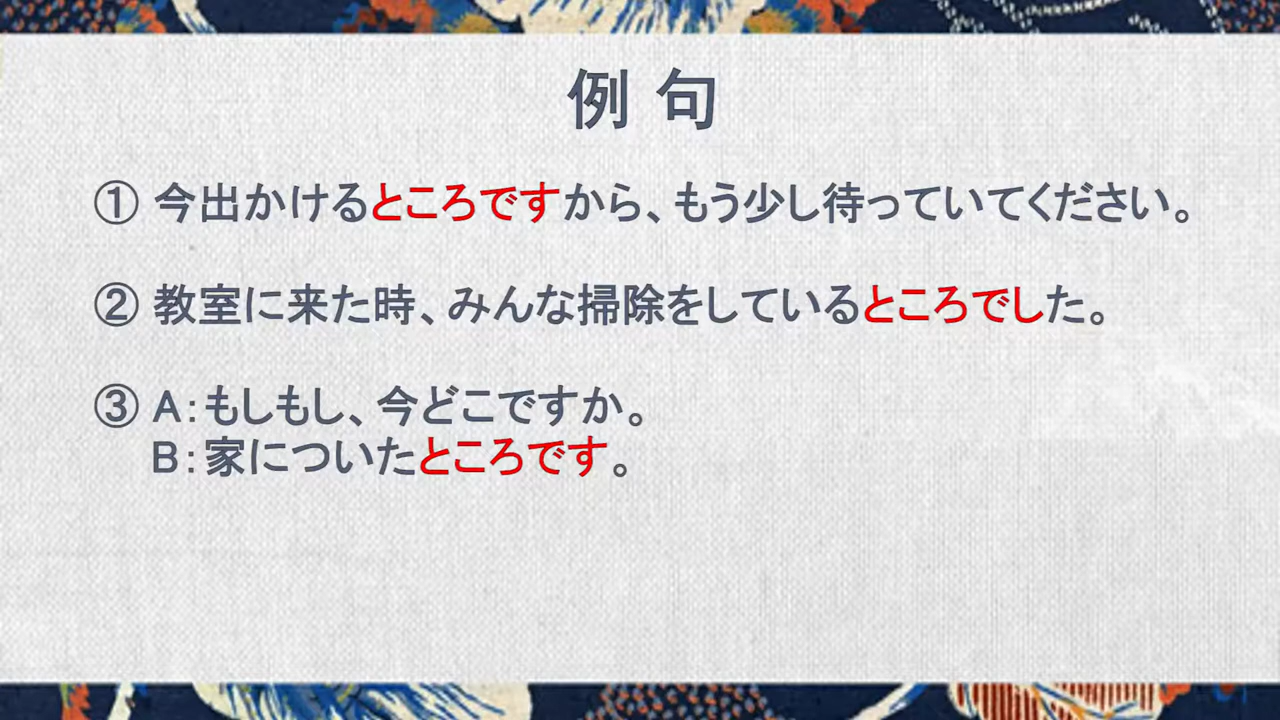 例句
① 今出かけるところですから、もう少し待っていてください。
② 教室に来た時、みんな掃除をしているところでした。
③ A:もしもし、今どこですか。
B:家についたところです。